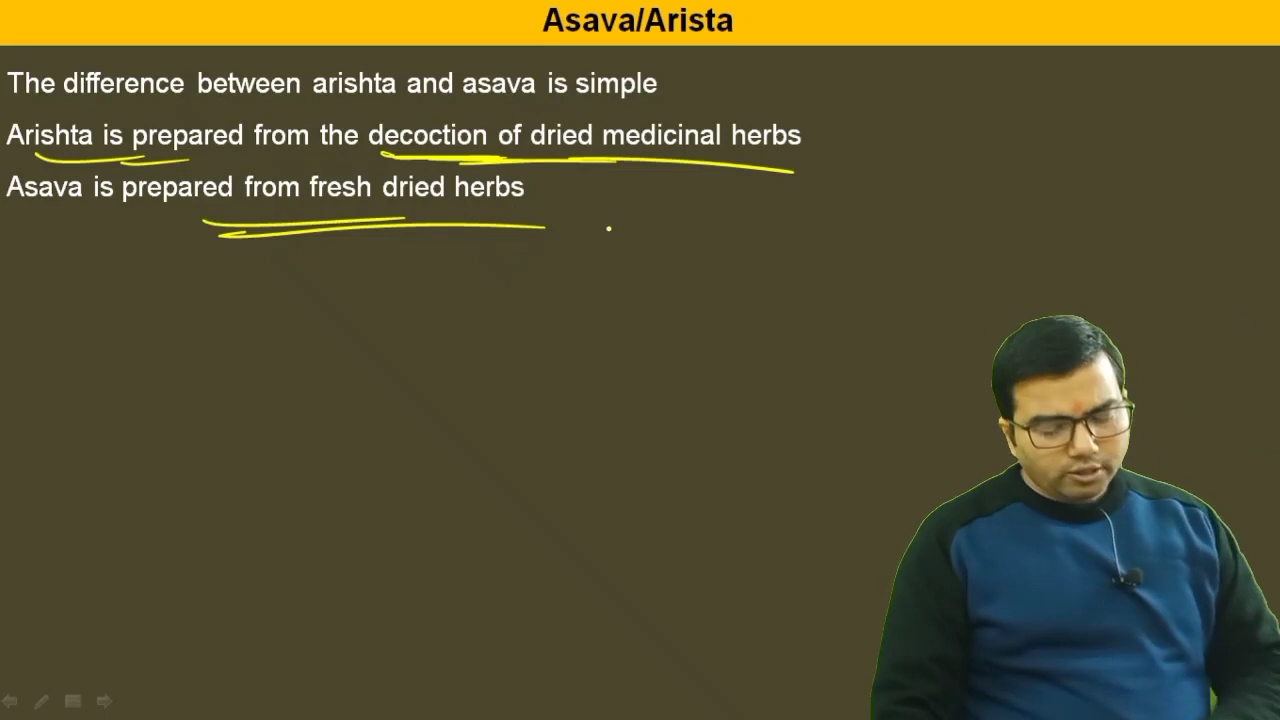 Asava/Arista
The difference between arishta and asava is simple
Arishta is prepared from the decoction of dried medicinal herbs
Asava is prepared from fresh dried herbs